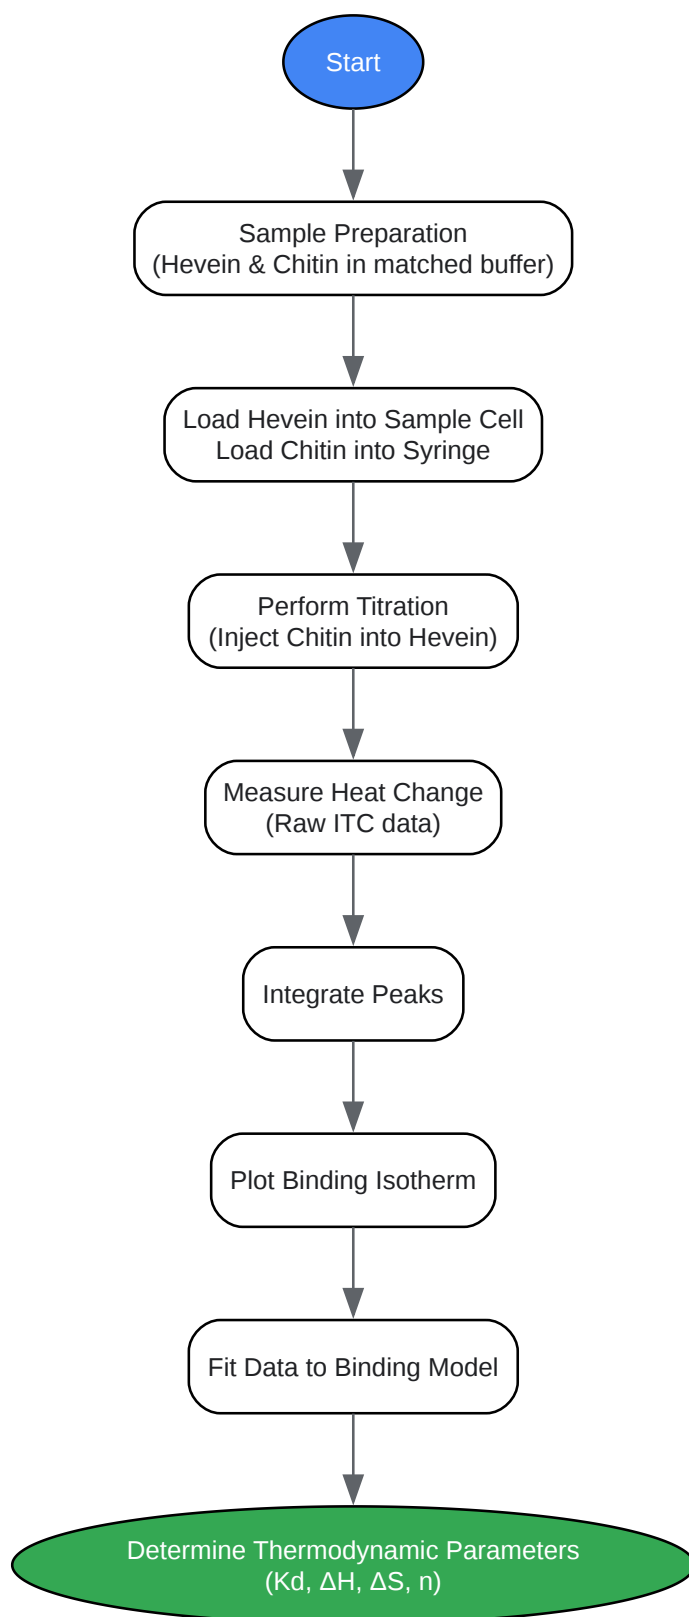 Start
Sample Preparation
(Hevein & Chitin in matched buffer)
Load Hevein into Sample Cell
Load Chitin into Syringe
Perform Titration
(Inject Chitin into Hevein)
Measure Heat Change
(Raw ITC data)
Integrate Peaks
Plot Binding Isotherm
Fit Data to Binding Model
Determine Thermodynamic Parameters
(Kd, ΔH, ΔS, n)